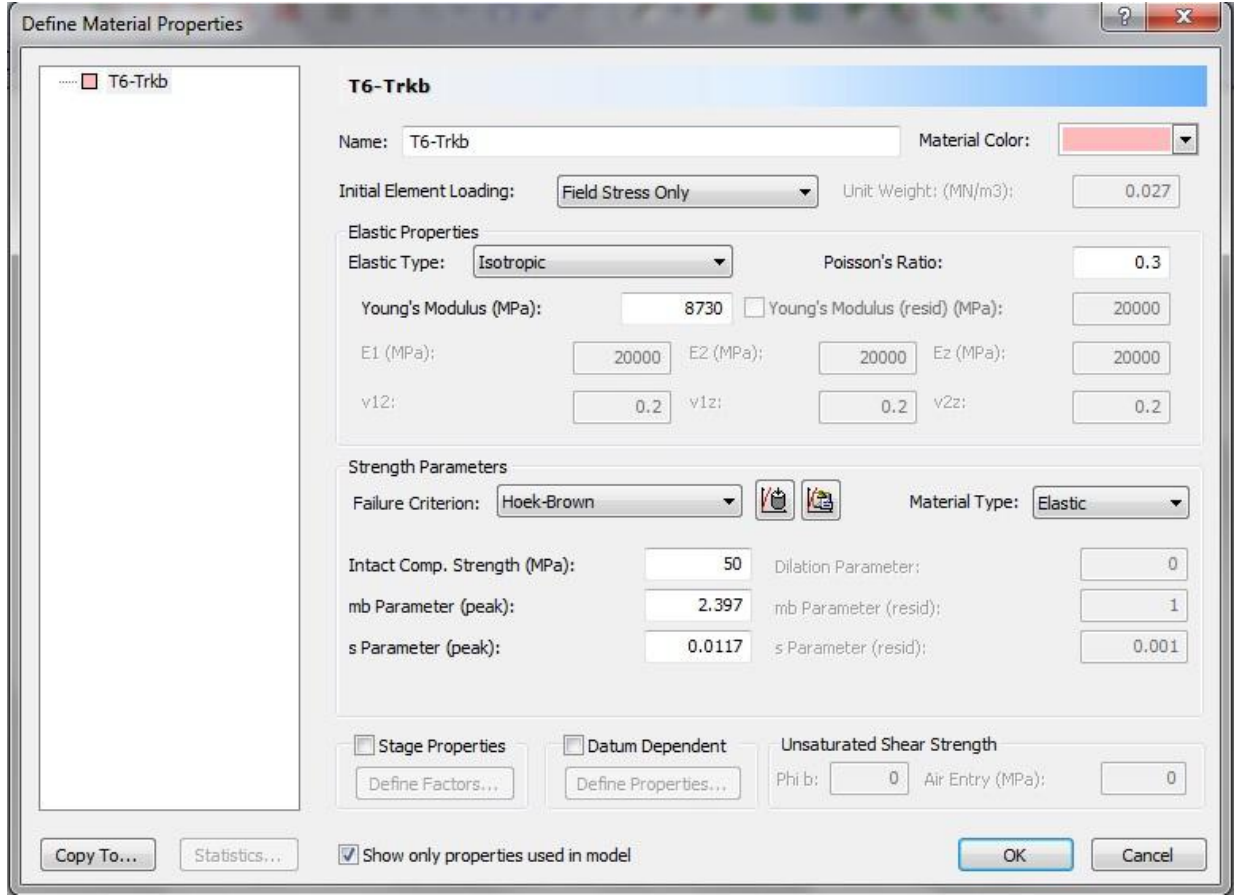 Define Material Properties
?
X
T6-Trkb
T6-Trkb
Name: T6-Trkb Material Color:
Initial Element Loading: Field Stress Only Unit Weight: (MN/m3): 0.027
Elastic Properties
Elastic Type: Isotropic Poisson's Ratio: 0.3
Young's Modulus (MPa): 8730 Young's Modulus (resid) (MPa): 20000
E1 (MPa): 20000 E2 (MPa): 20000 Ez (MPa): 20000
v12: 0.2 v1z: 0.2 v2z: 0.2
Strength Parameters
Failure Criterion: Hoek-Brown Material Type: Elastic
Intact Comp. Strength (MPa): 50 Dilation Parameter: 0
mb Parameter (peak): 2.397 mb Parameter (resid): 1
s Parameter (peak): 0.0117 s Parameter (resid): 0.001
Stage Properties Datum Dependent Unsaturated Shear Strength
Define Factors... Define Properties... Phi b: 0 Air Entry (MPa): 0
Copy To... Statistics... Show only properties used in model OK Cancel